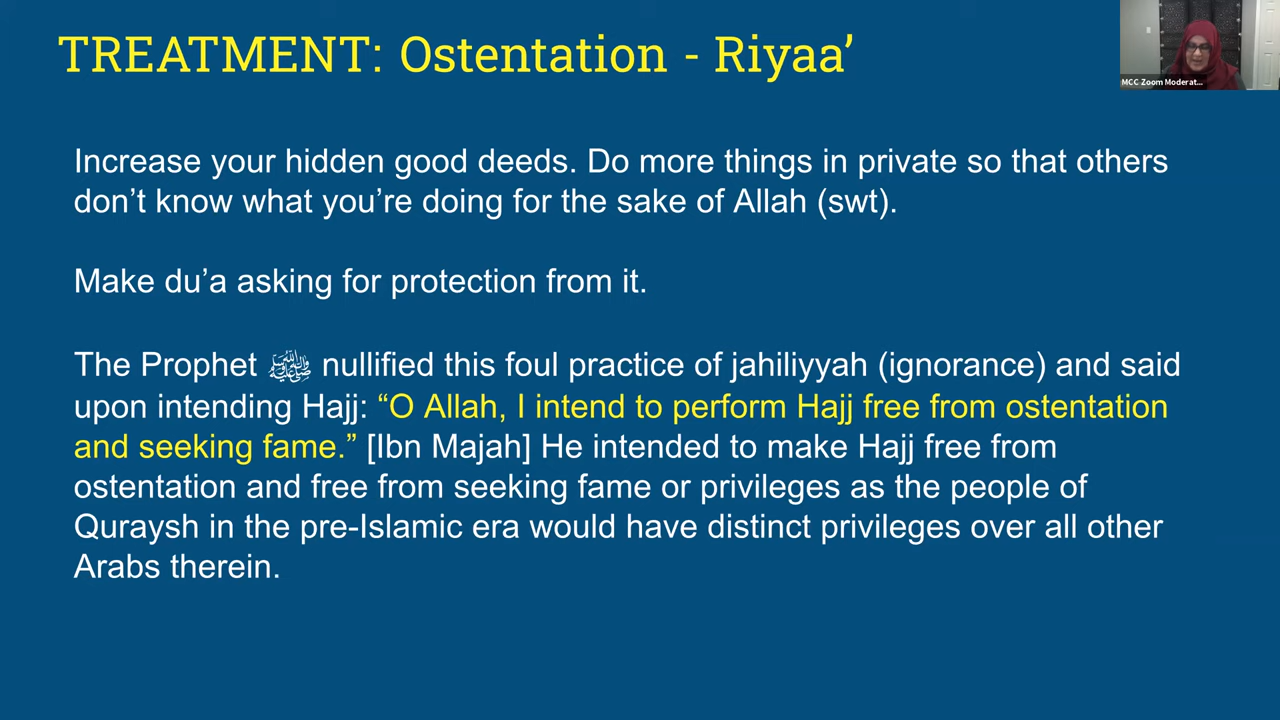 TREATMENT: Ostentation - Riyaa’
MCC Zoom Moderat...
Increase your hidden good deeds. Do more things in private so that others
don’t know what you’re doing for the sake of Allah (swt).
Make du’a asking for protection from it.
The Prophet ﷺ nullified this foul practice of jahiliyyah (ignorance) and said
upon intending Hajj: “O Allah, I intend to perform Hajj free from ostentation
and seeking fame.” [Ibn Majah] He intended to make Hajj free from
ostentation and free from seeking fame or privileges as the people of
Quraysh in the pre-Islamic era would have distinct privileges over all other
Arabs therein.